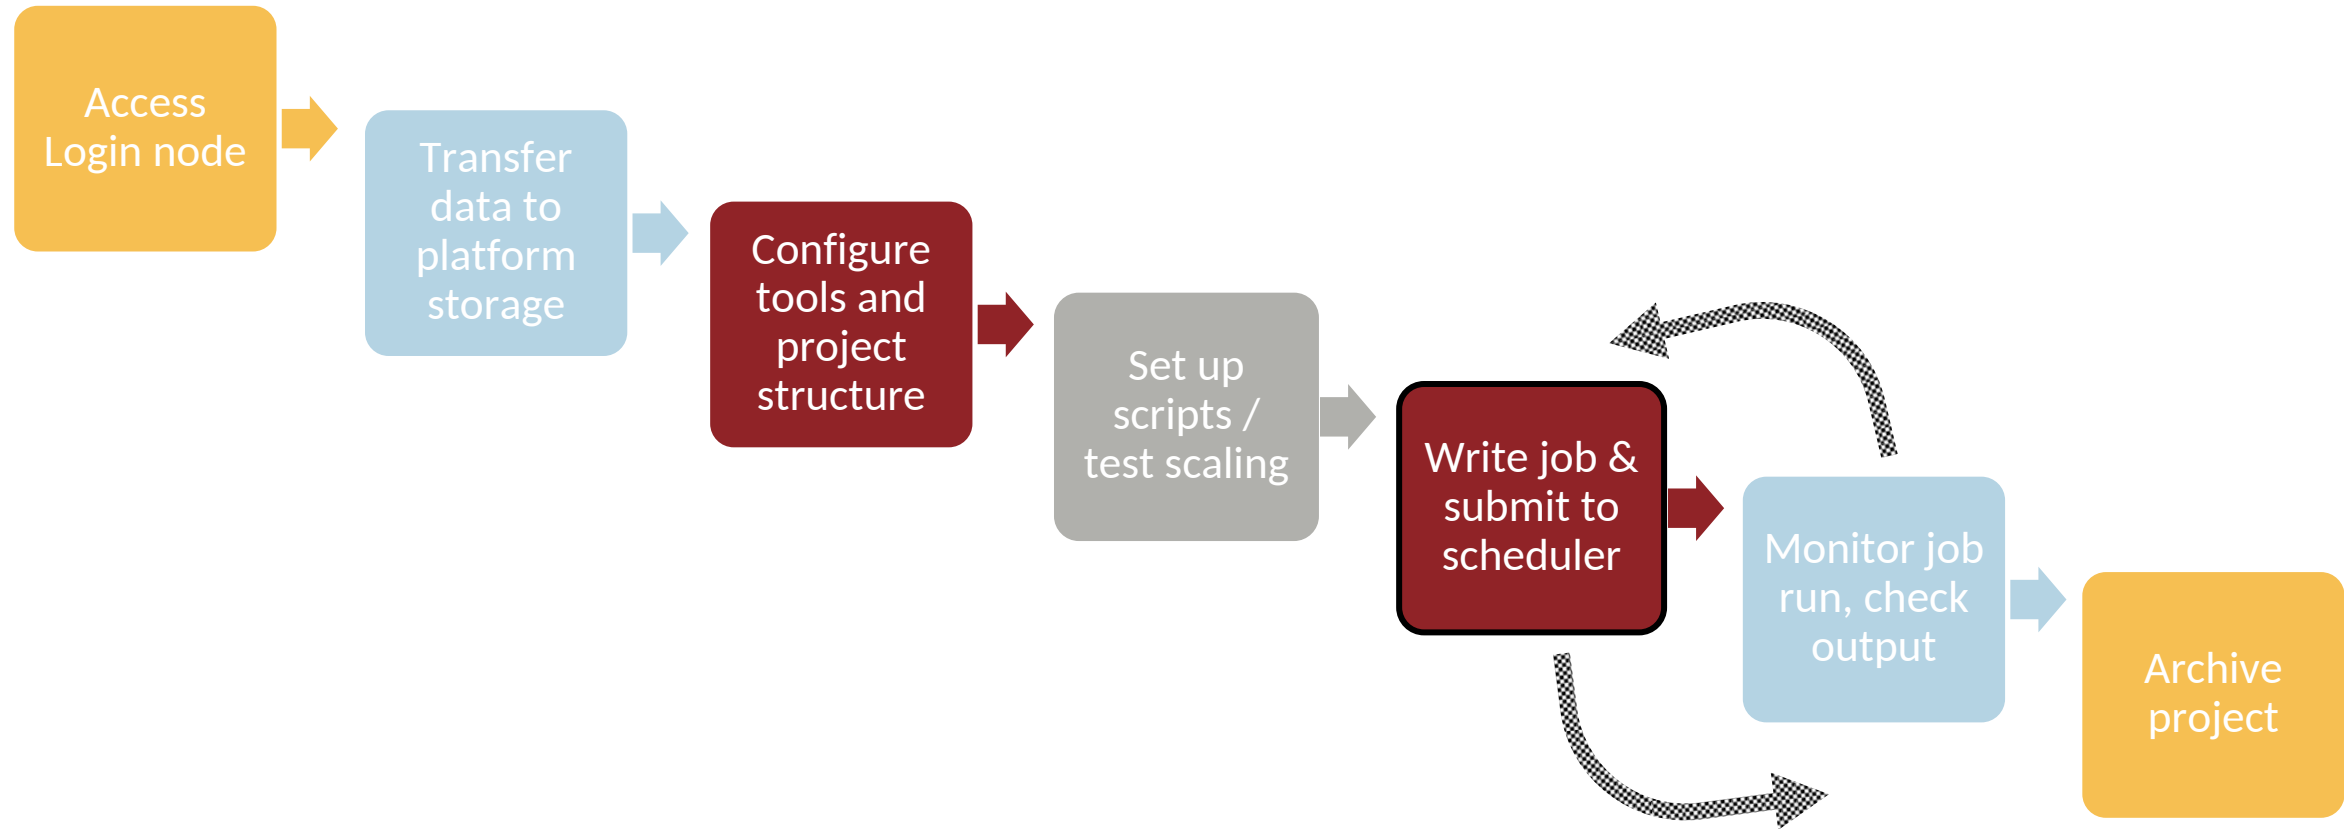 Access
Login node
Transfer
data to
platform
storage
Configure
tools and
project
structure
Set up
scripts /
test scaling
Write job &
submit to
scheduler
Monitor job
run, check
output
Archive
project